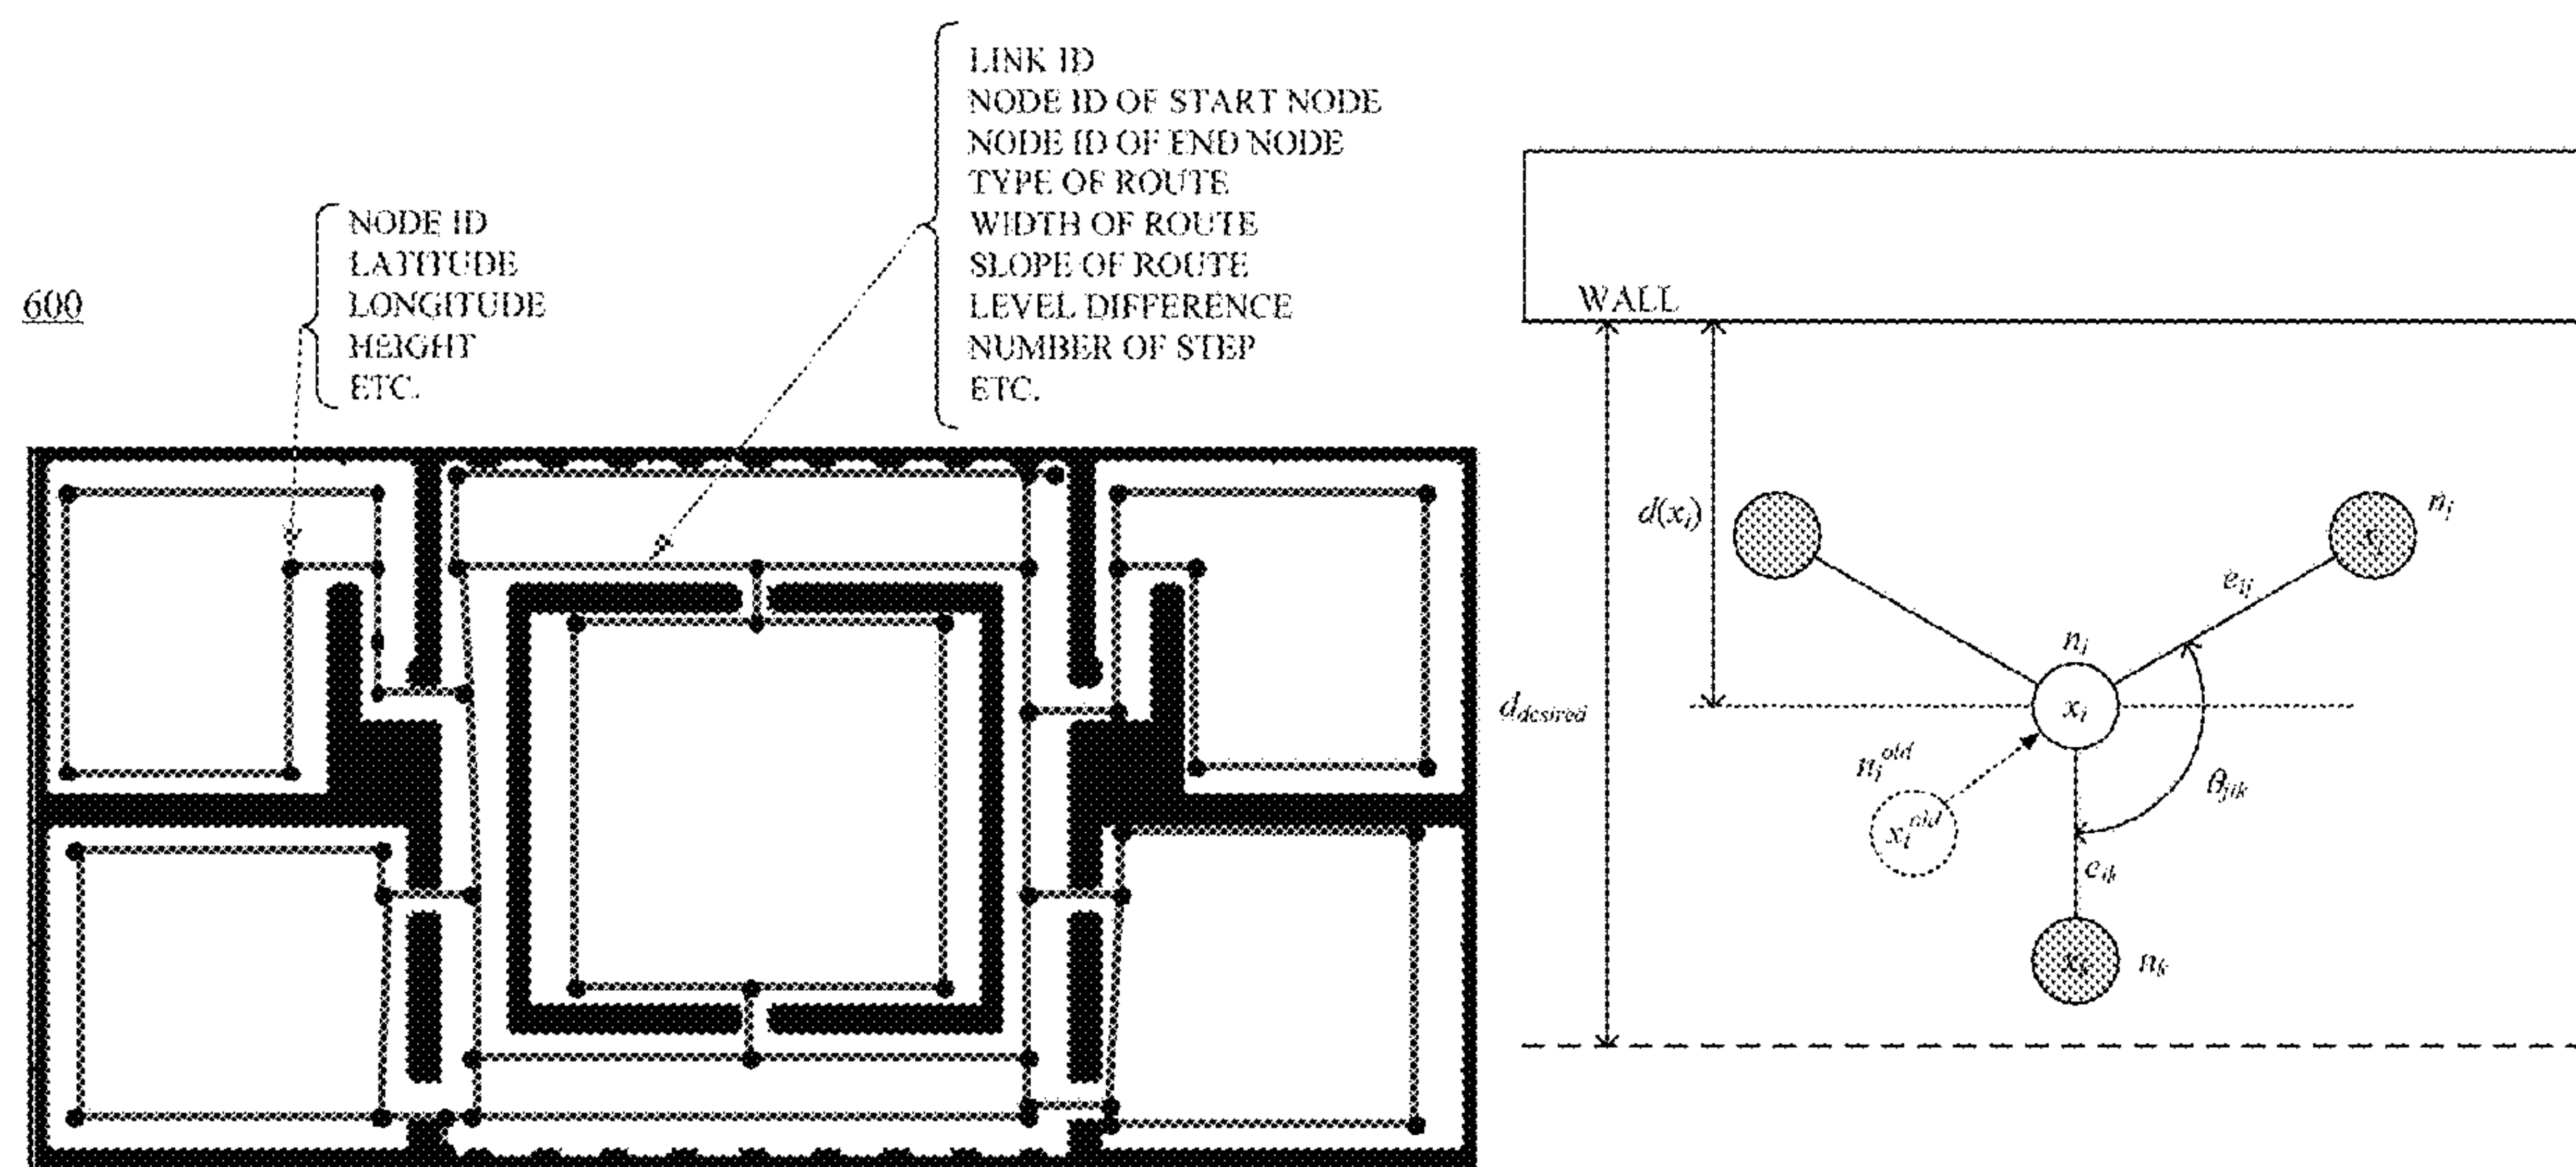 600
NODE ID
LATITUDE
LONGITUDE
HEIGHT
ETC.
LINK ID
NODE ID OF START NODE
NODE ID OF END NODE
TYPE OF ROUTE
WIDTH OF ROUTE
SLOPE OF ROUTE
LEVEL DIFFERENCE
NUMBER OF STEP
ETC.
WALL
d(xᵢ)
d_desired
nⱼ
xⱼ
eᵢⱼ
nᵢ
xᵢ
nᵢ^old
xᵢ^old
θⱼᵢₖ
eᵢₖ
xₖ
nₖ